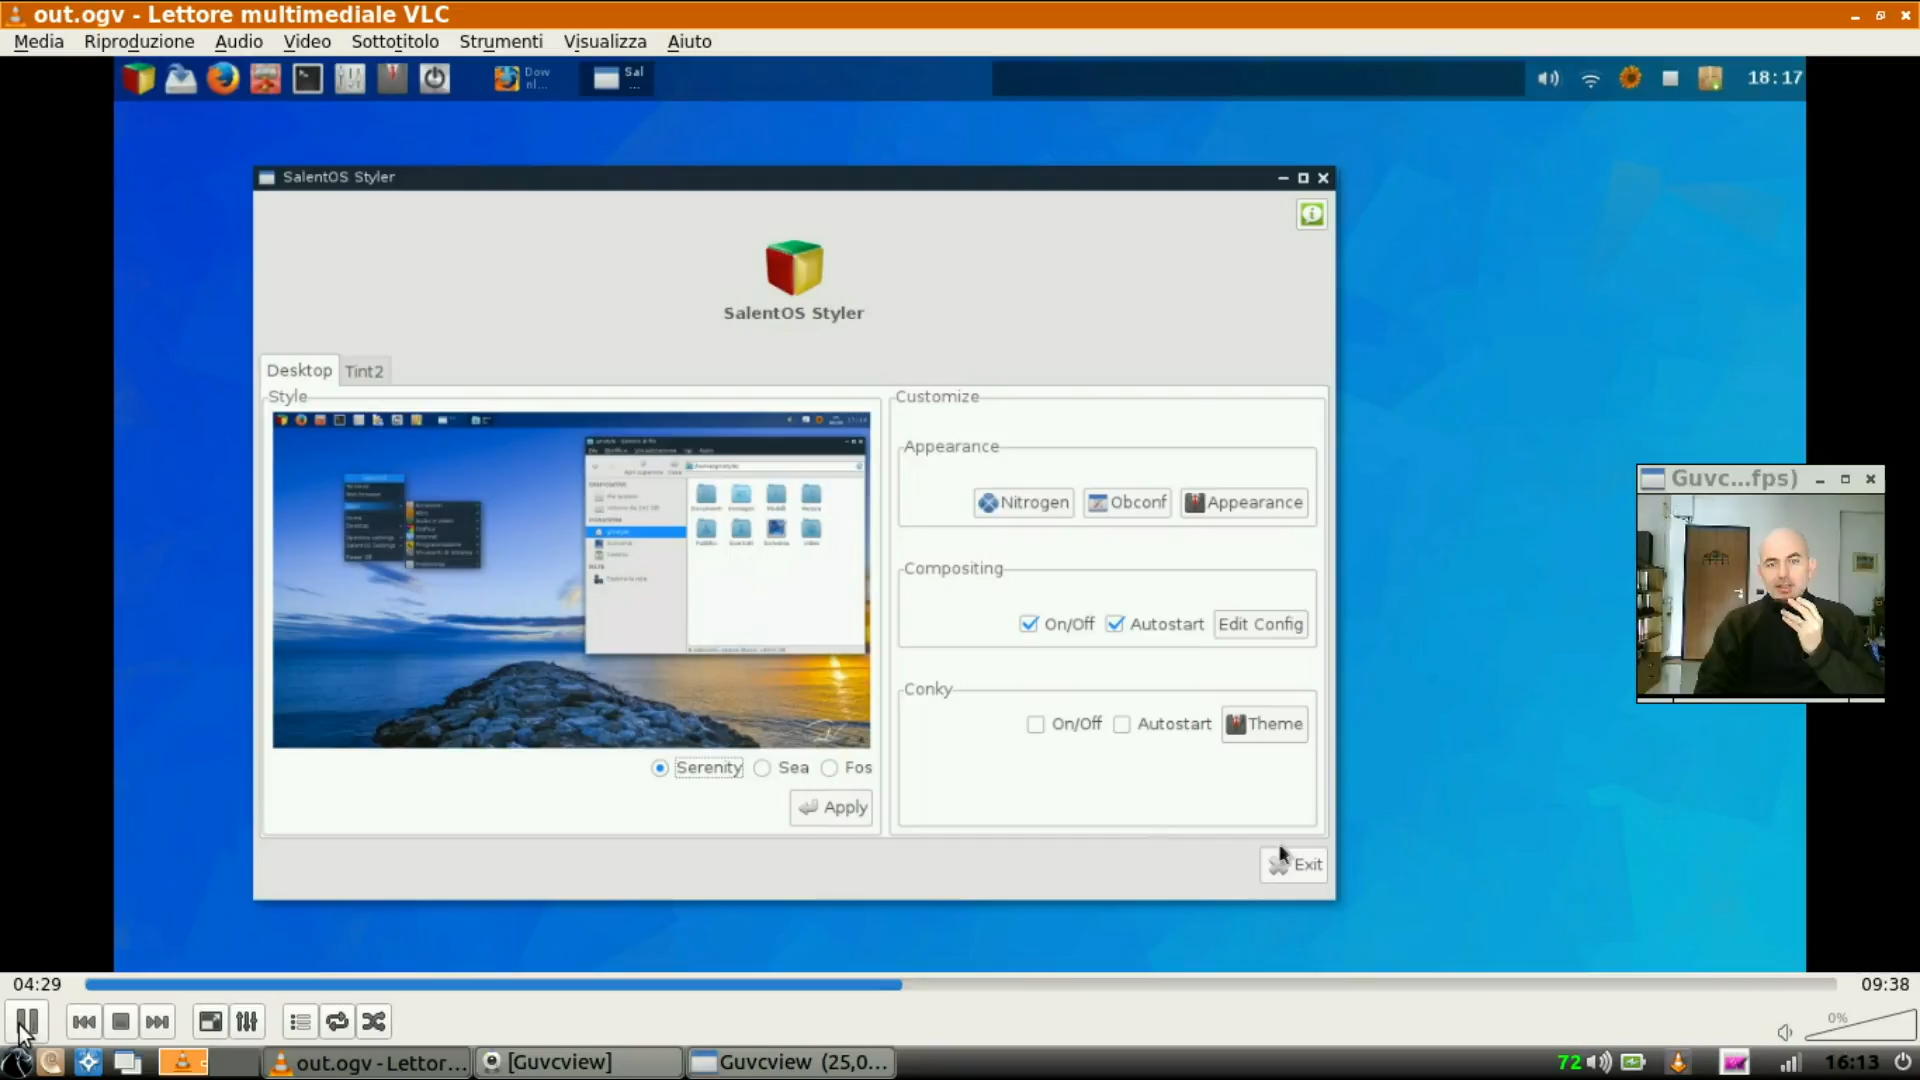 out.ogv - Lettore multimediale VLC
Media Riproduzione Audio Video Sottotitolo Strumenti Visualizza Aiuto
Dow
nl...
Sal
...
18:17
SalentOS Styler
SalentOS Styler
Desktop Tint2
Style
Serenity Sea Fos
Apply
Customize
Appearance
Nitrogen Obconf Appearance
Compositing
On/Off Autostart Edit Config
Conky
On/Off Autostart Theme
Exit
Guvc...fps)
04:29 09:38
0%
out.ogv - Lettor... [Guvcview] Guvcview (25,0... 72 16:13